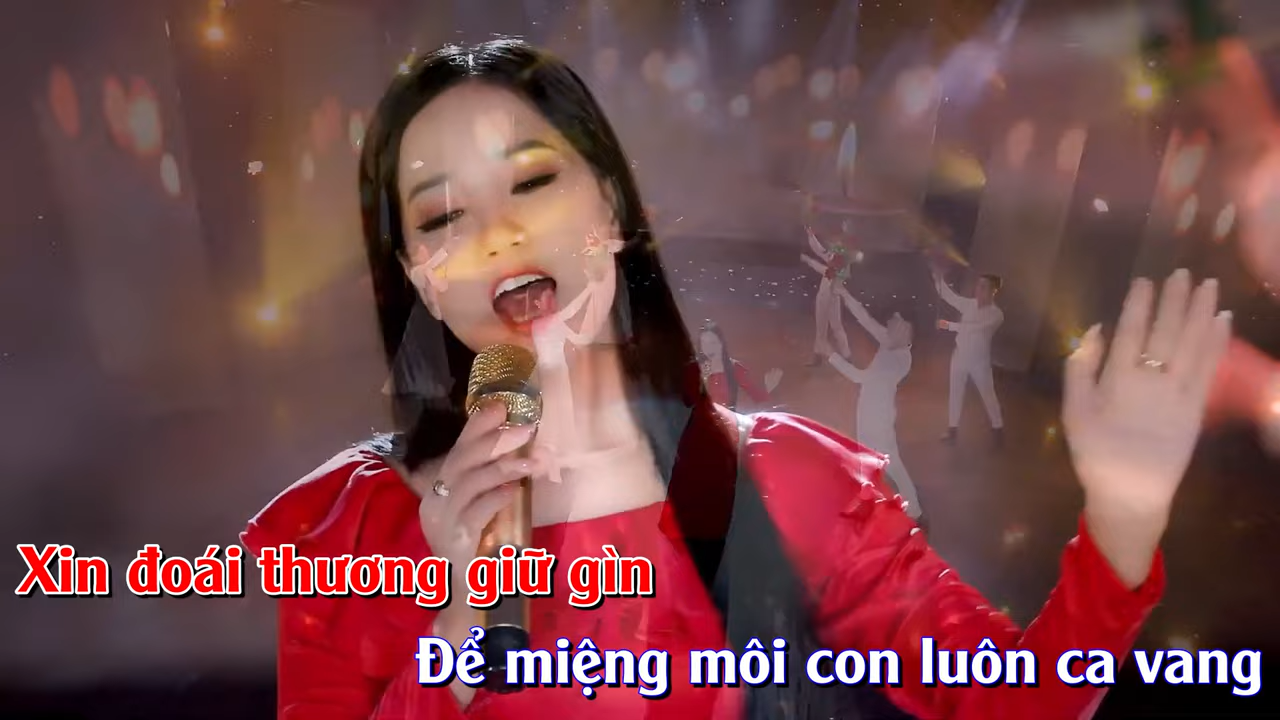 Xin đoái thương giữ gìn
Để miệng môi con luôn ca vang